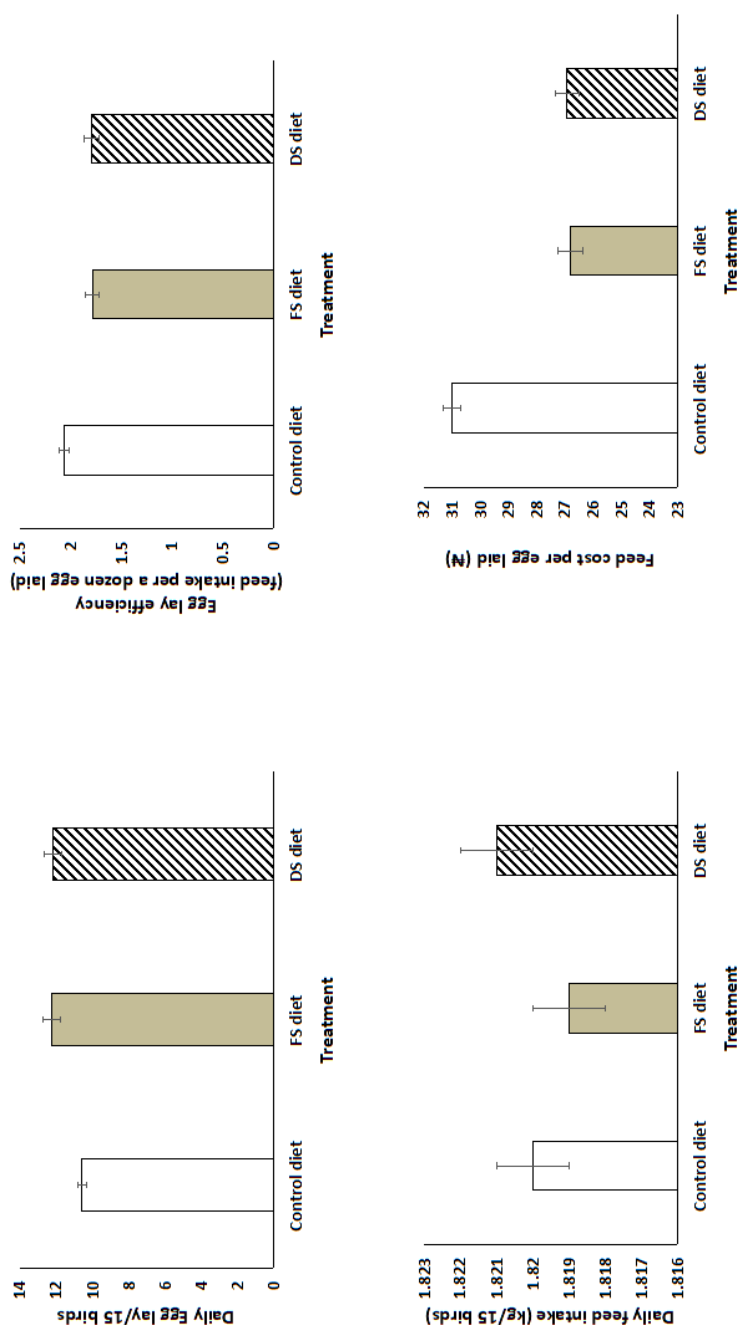 Daily Egg lay/15 birds
14
12
10
8
6
4
2
0
Control diet
FS diet
DS diet
Treatment
Egg lay efficiency
(feed intake per a dozen egg laid)
2.5
2
1.5
1
0.5
0
Control diet
FS diet
DS diet
Treatment
Daily feed intake (kg/15 birds)
1.823
1.822
1.821
1.82
1.819
1.818
1.817
1.816
Control diet
FS diet
DS diet
Treatment
Feed cost per egg laid (₦)
32
31
30
29
28
27
26
25
24
23
Control diet
FS diet
DS diet
Treatment